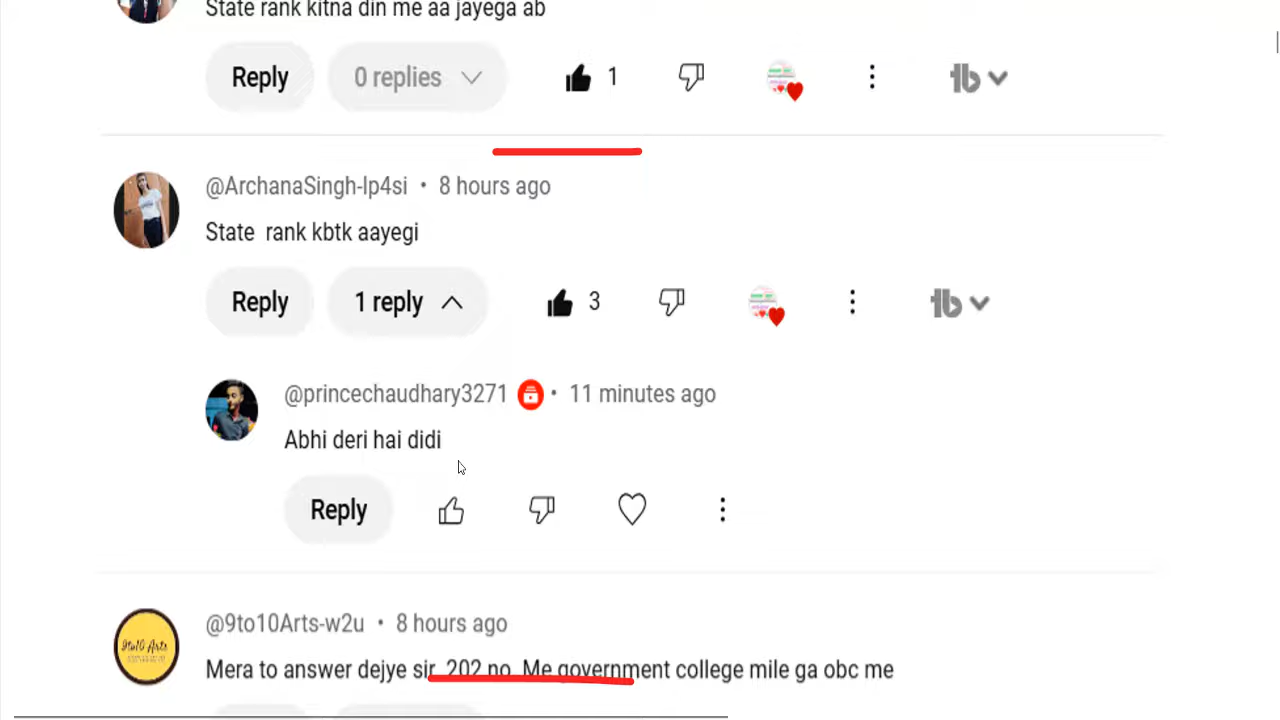 State rank kitna din me aa jayega ab
Reply 0 replies 1
@ArchanaSingh-lp4si • 8 hours ago
State rank kbtk aayegi
Reply 1 reply 3
@princechaudhary3271 • 11 minutes ago
Abhi deri hai didi
Reply
@9to10Arts-w2u • 8 hours ago
Mera to answer dejye sir 202 no Me government college mile ga obc me